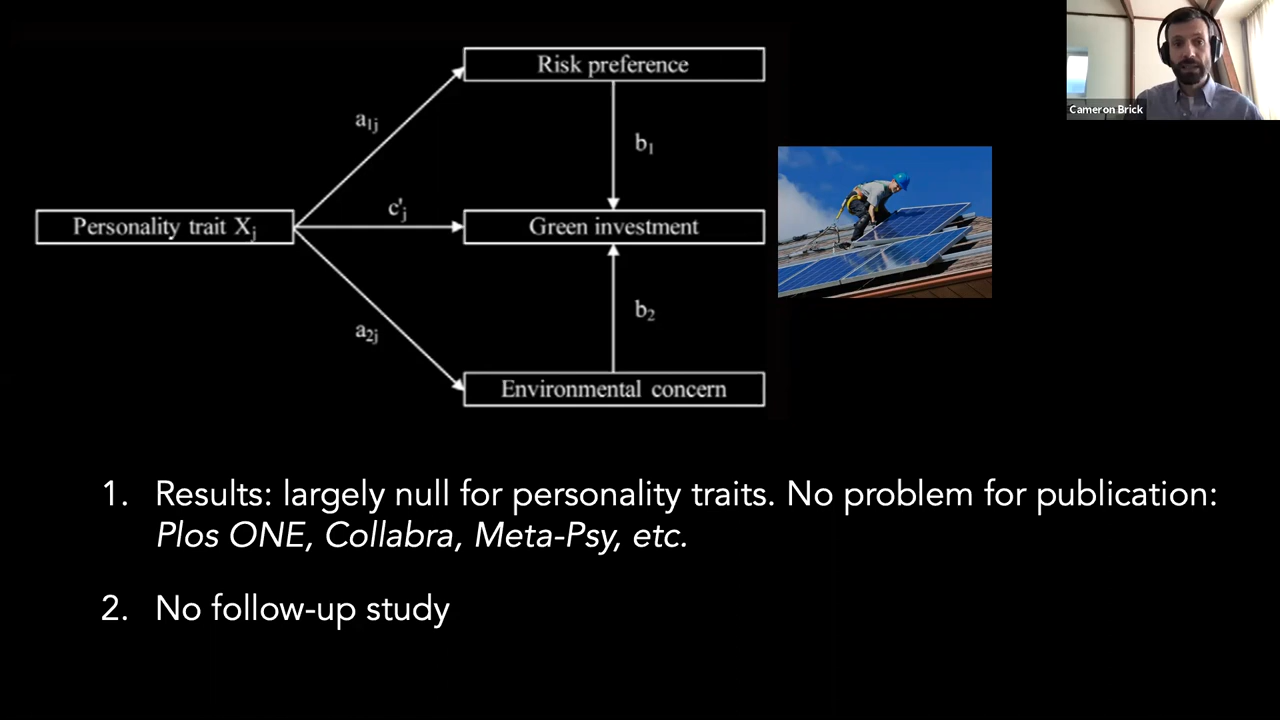 Risk preference
Cameron Brick
a1j
b1
Personality trait Xj
c'j
Green investment
a2j
b2
Environmental concern
1. Results: largely null for personality traits. No problem for publication:
Plos ONE, Collabra, Meta-Psy, etc.
2. No follow-up study